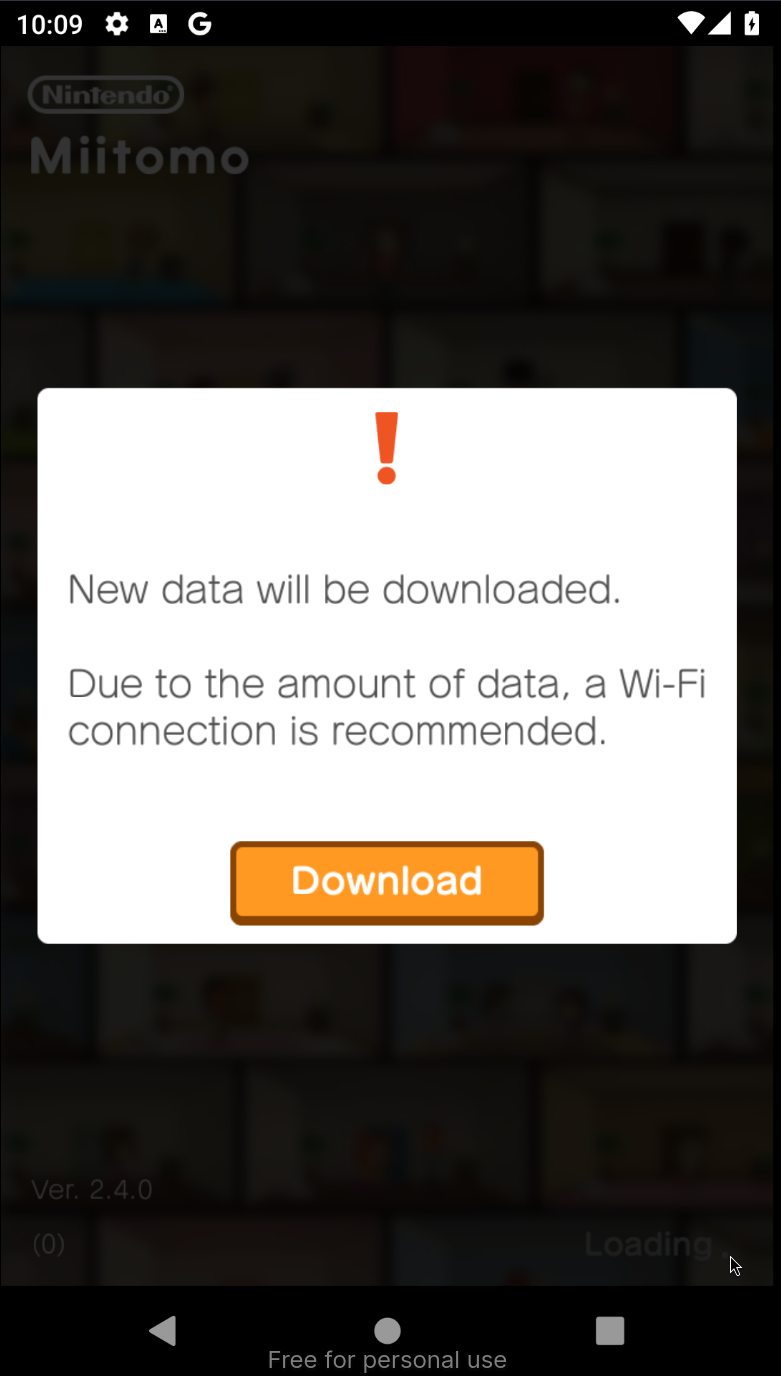 10:09
Nintendo
Miitomo
New data will be downloaded.
Due to the amount of data, a Wi-Fi
connection is recommended.
Download
Ver. 2.4.0
(0)
Loading .
Free for personal use